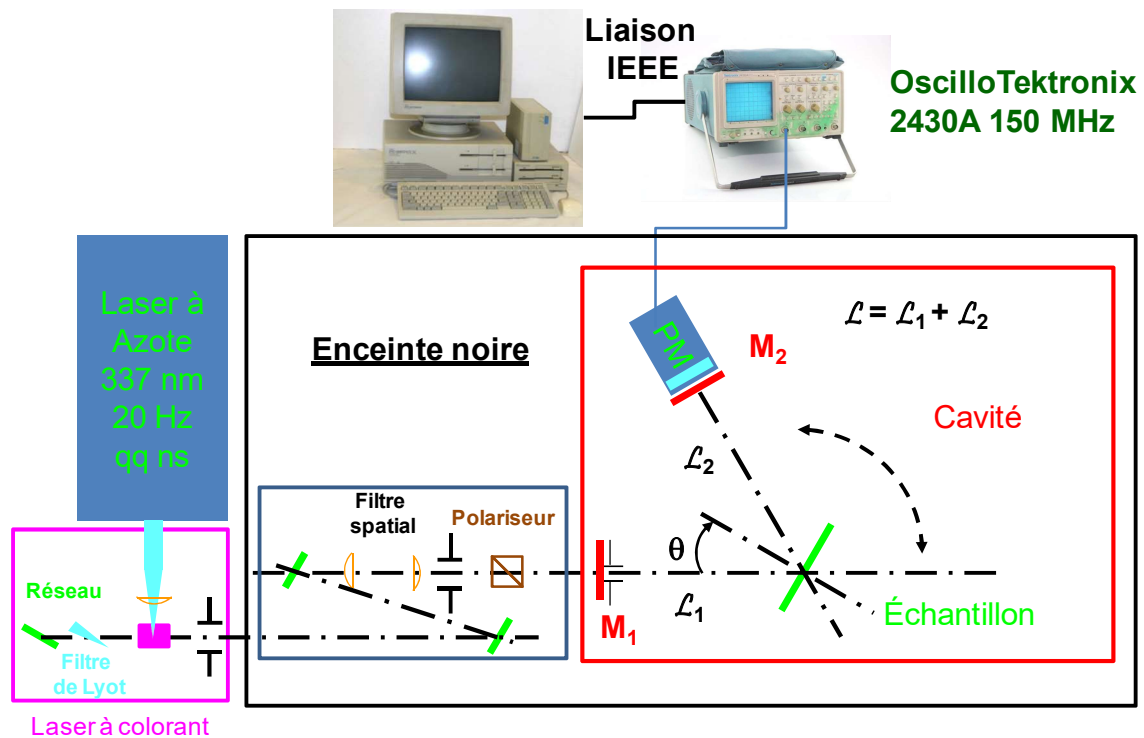 Liaison
IEEE
OscilloTektronix
2430A 150 MHz
Laser à
Azote
337 nm
20 Hz
qq ns
Enceinte noire
PM
M2
ℒ = ℒ1 + ℒ2
Cavité
ℒ2
Filtre
spatial
Polariseur
θ
ℒ1
M1
Échantillon
Réseau
Filtre
de Lyot
Laser à colorant